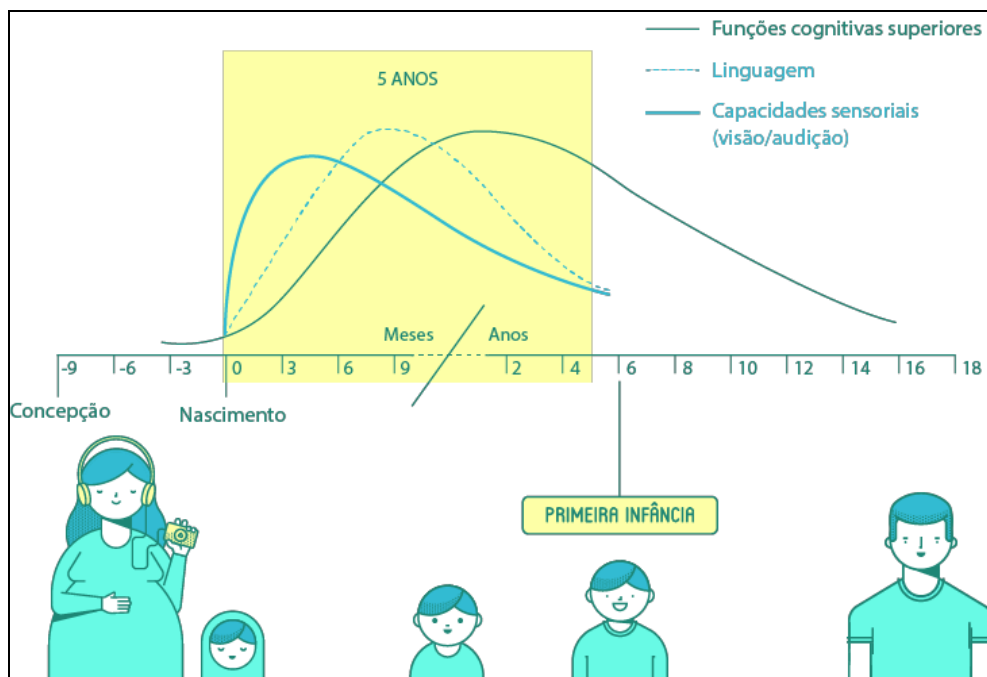 Funções cognitivas superiores
5 ANOS
Linguagem
Capacidades sensoriais
(visão/audição)
Meses Anos
-9 -6 -3 0 3 6 9 2 4 6 8 10 12 14 16 18
Concepção Nascimento
PRIMEIRA INFÂNCIA